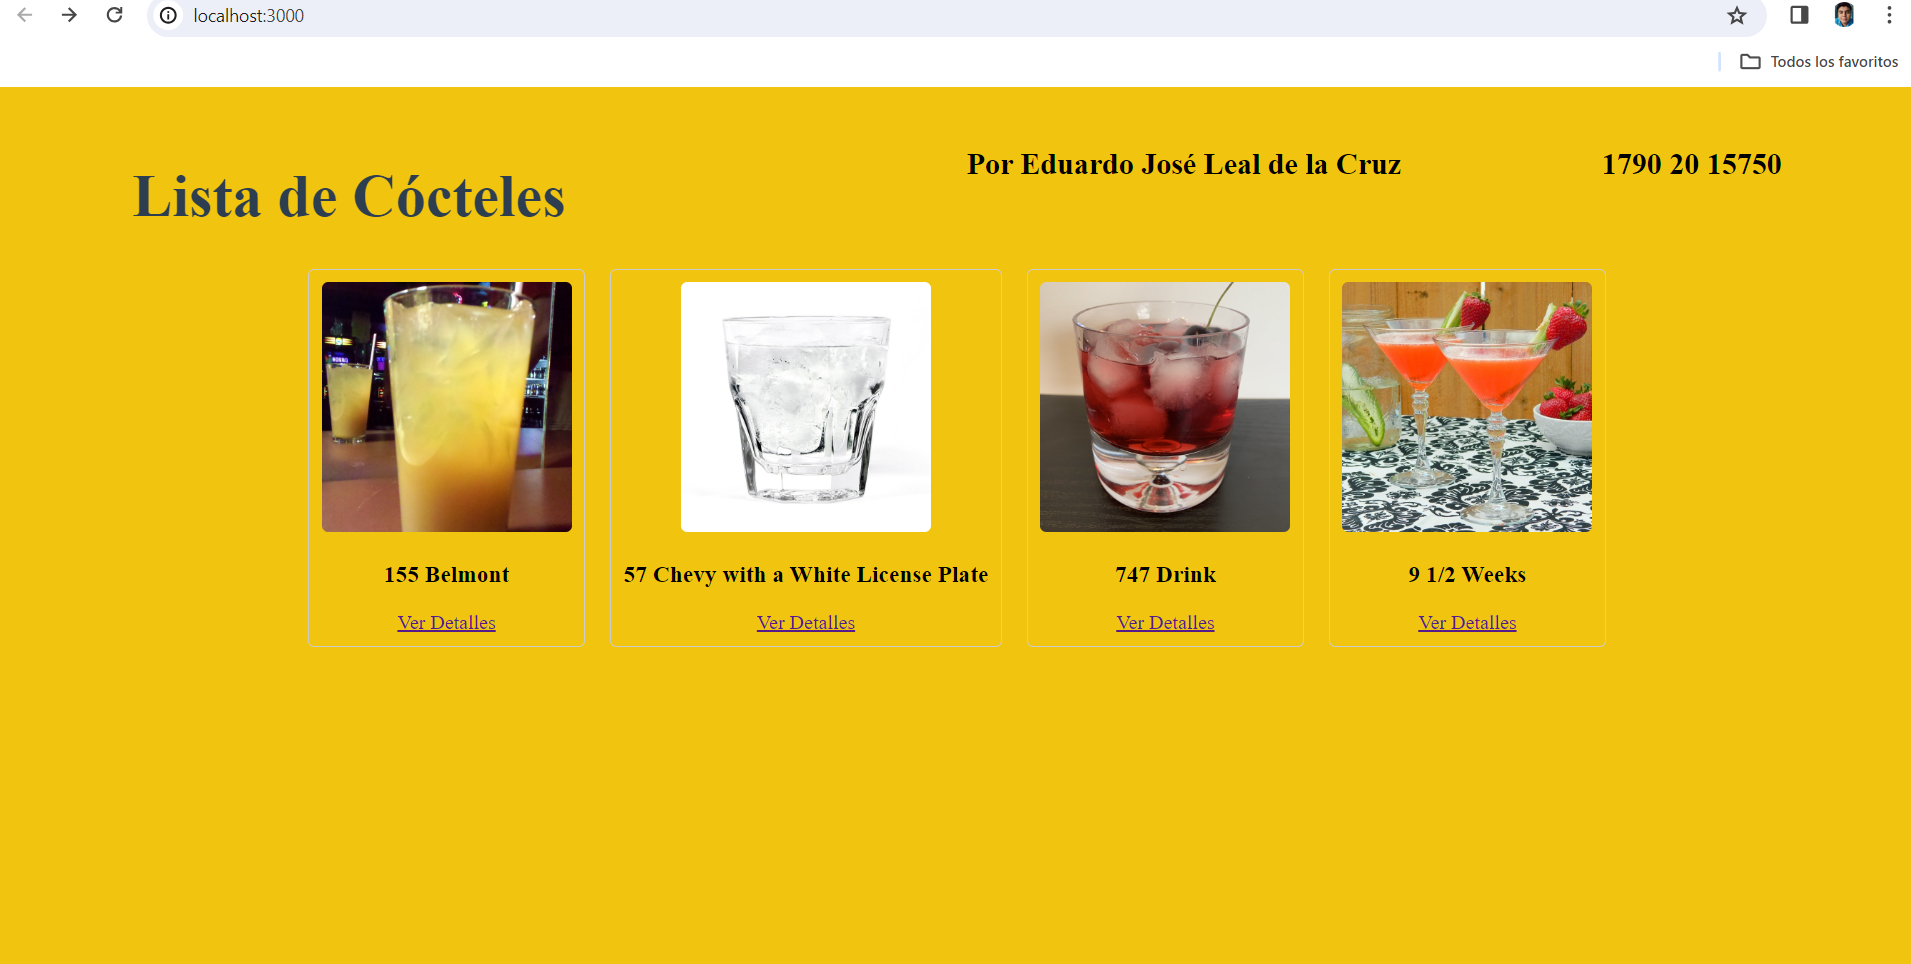 localhost:3000
Todos los favoritos
Por Eduardo José Leal de la Cruz
1790 20 15750
Lista de Cócteles
155 Belmont
57 Chevy with a White License Plate
747 Drink
9 1/2 Weeks
Ver Detalles
Ver Detalles
Ver Detalles
Ver Detalles